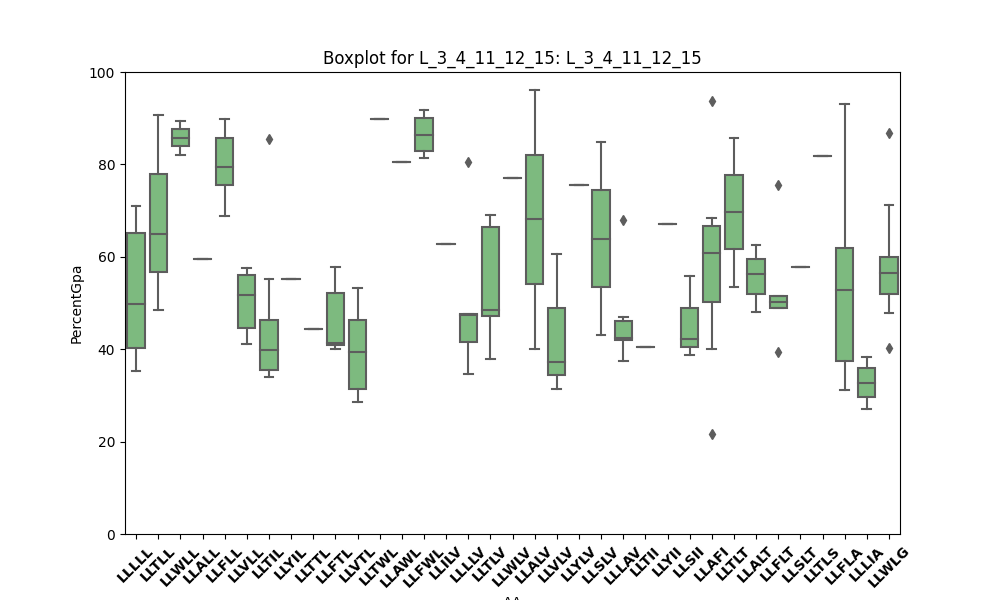 Boxplot for L_3_4_11_12_15: L_3_4_11_12_15
PercentGpa
100
80
60
40
20
0
LLLLL
LLTLL
LLWLL
LLALL
LLFLL
LLVLL
LLTIL
LLYIL
LLTTL
LLFTL
LLVTL
LLTWL
LLAWL
LLFWL
LLILV
LLLLV
LLTLV
LLWLV
LLALV
LLVLV
LLYLV
LLSLV
LLLAV
LLTII
LLYII
LLSII
LLAFI
LLTLT
LLALT
LLFLT
LLSLT
LLTLS
LLFLA
LLLIA
LLWLG